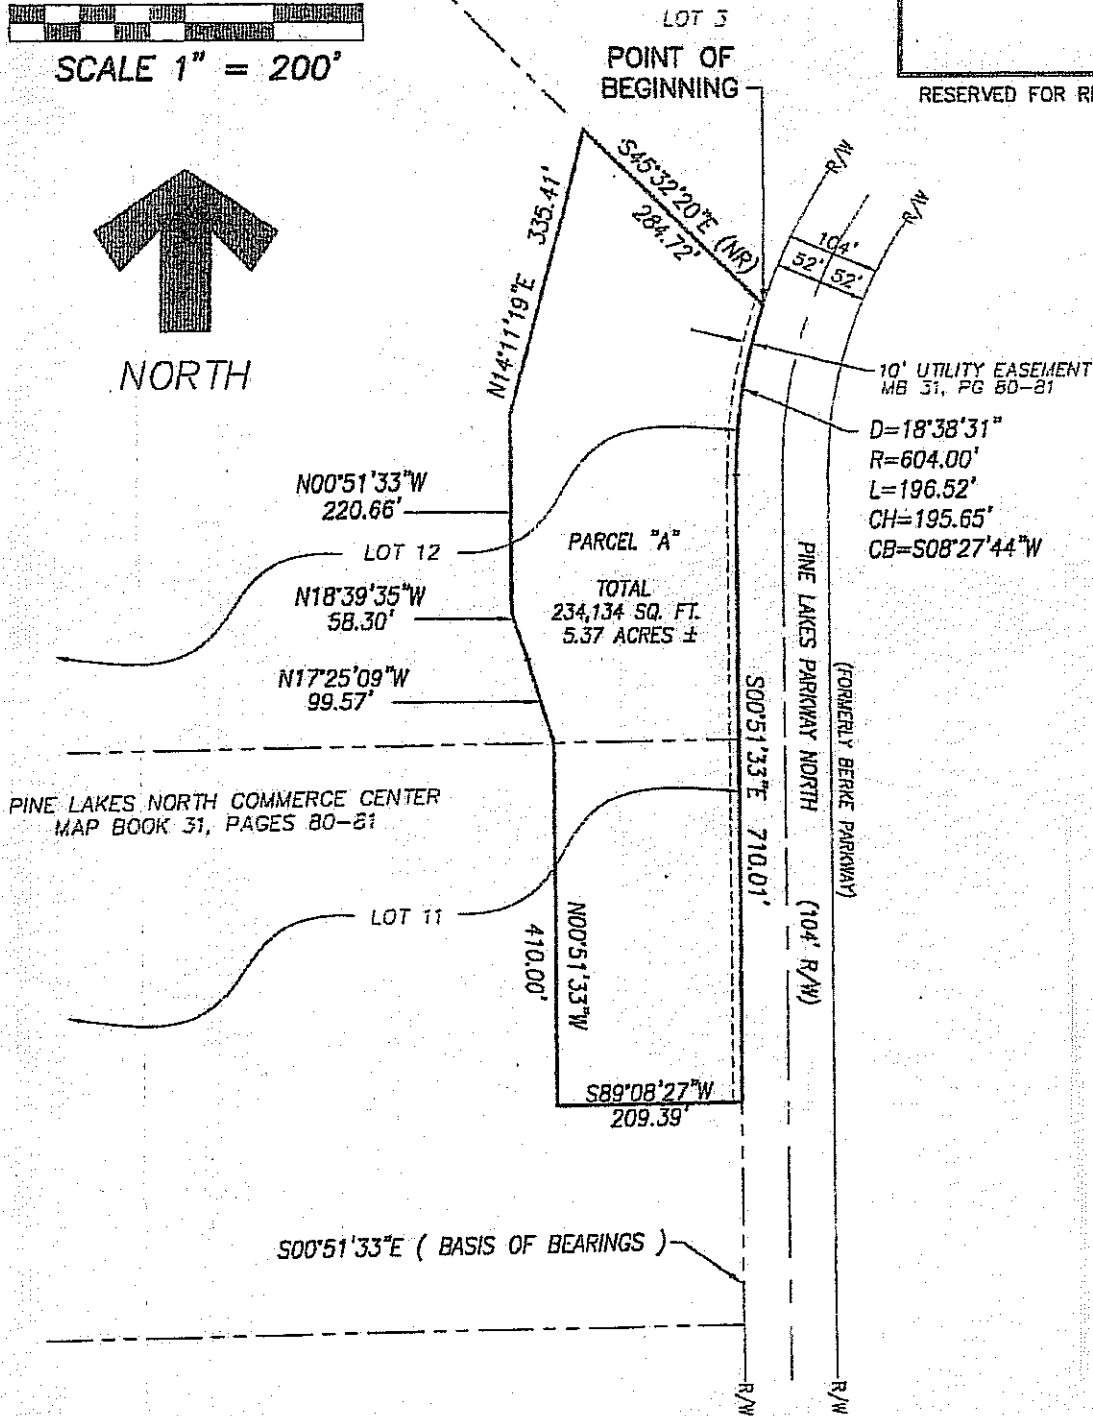 SCALE 1" = 200'
LOT 3
POINT OF
BEGINNING
NORTH
R/W
R/W
104'
52' 52'
S45°32'20"E (NR)
284.72'
N14°11'19"E 335.41'
10' UTILITY EASEMENT
MB 31, PG 80-81
D=18°38'31"
R=604.00'
L=196.52'
CH=195.65'
CB=S08°27'44"W
N00°51'33"W
220.66'
LOT 12
PARCEL "A"
TOTAL
234,134 SQ. FT.
5.37 ACRES ±
N18°39'35"W
58.30'
N17°25'09"W
99.57'
S00°51'33"E 710.01'
PINE LAKES PARKWAY NORTH (104' R/W)
(FORMERLY BERKE PARKWAY)
PINE LAKES NORTH COMMERCE CENTER
MAP BOOK 31, PAGES 80-81
LOT 11
N00°51'33"W
410.00'
S89°08'27"W
209.39'
S00°51'33"E ( BASIS OF BEARINGS )
R/W
R/W
RESERVED FOR